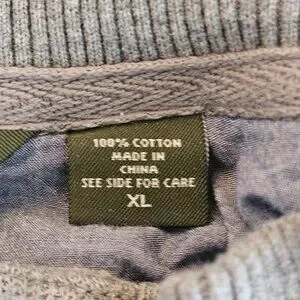 100% COTTON
MADE IN
CHINA
SEE SIDE FOR CARE
XL